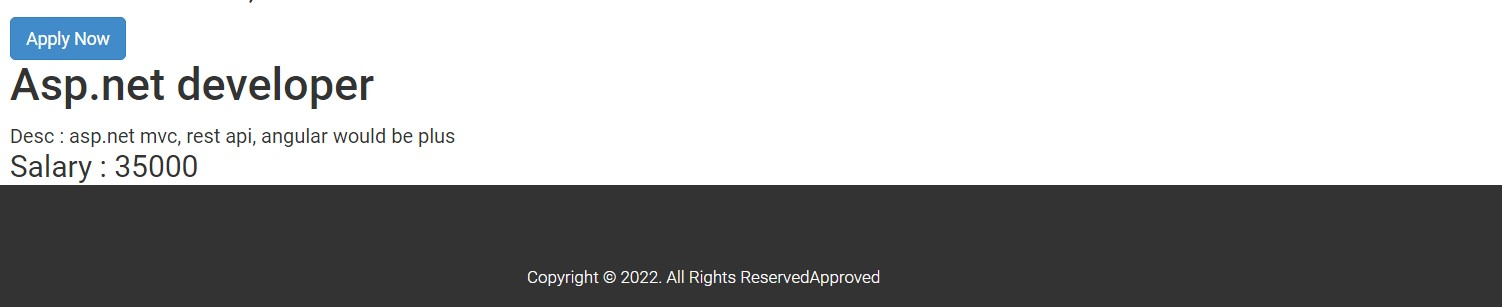 Apply Now
Asp.net developer
Desc : asp.net mvc, rest api, angular would be plus
Salary : 35000
Copyright © 2022. All Rights ReservedApproved